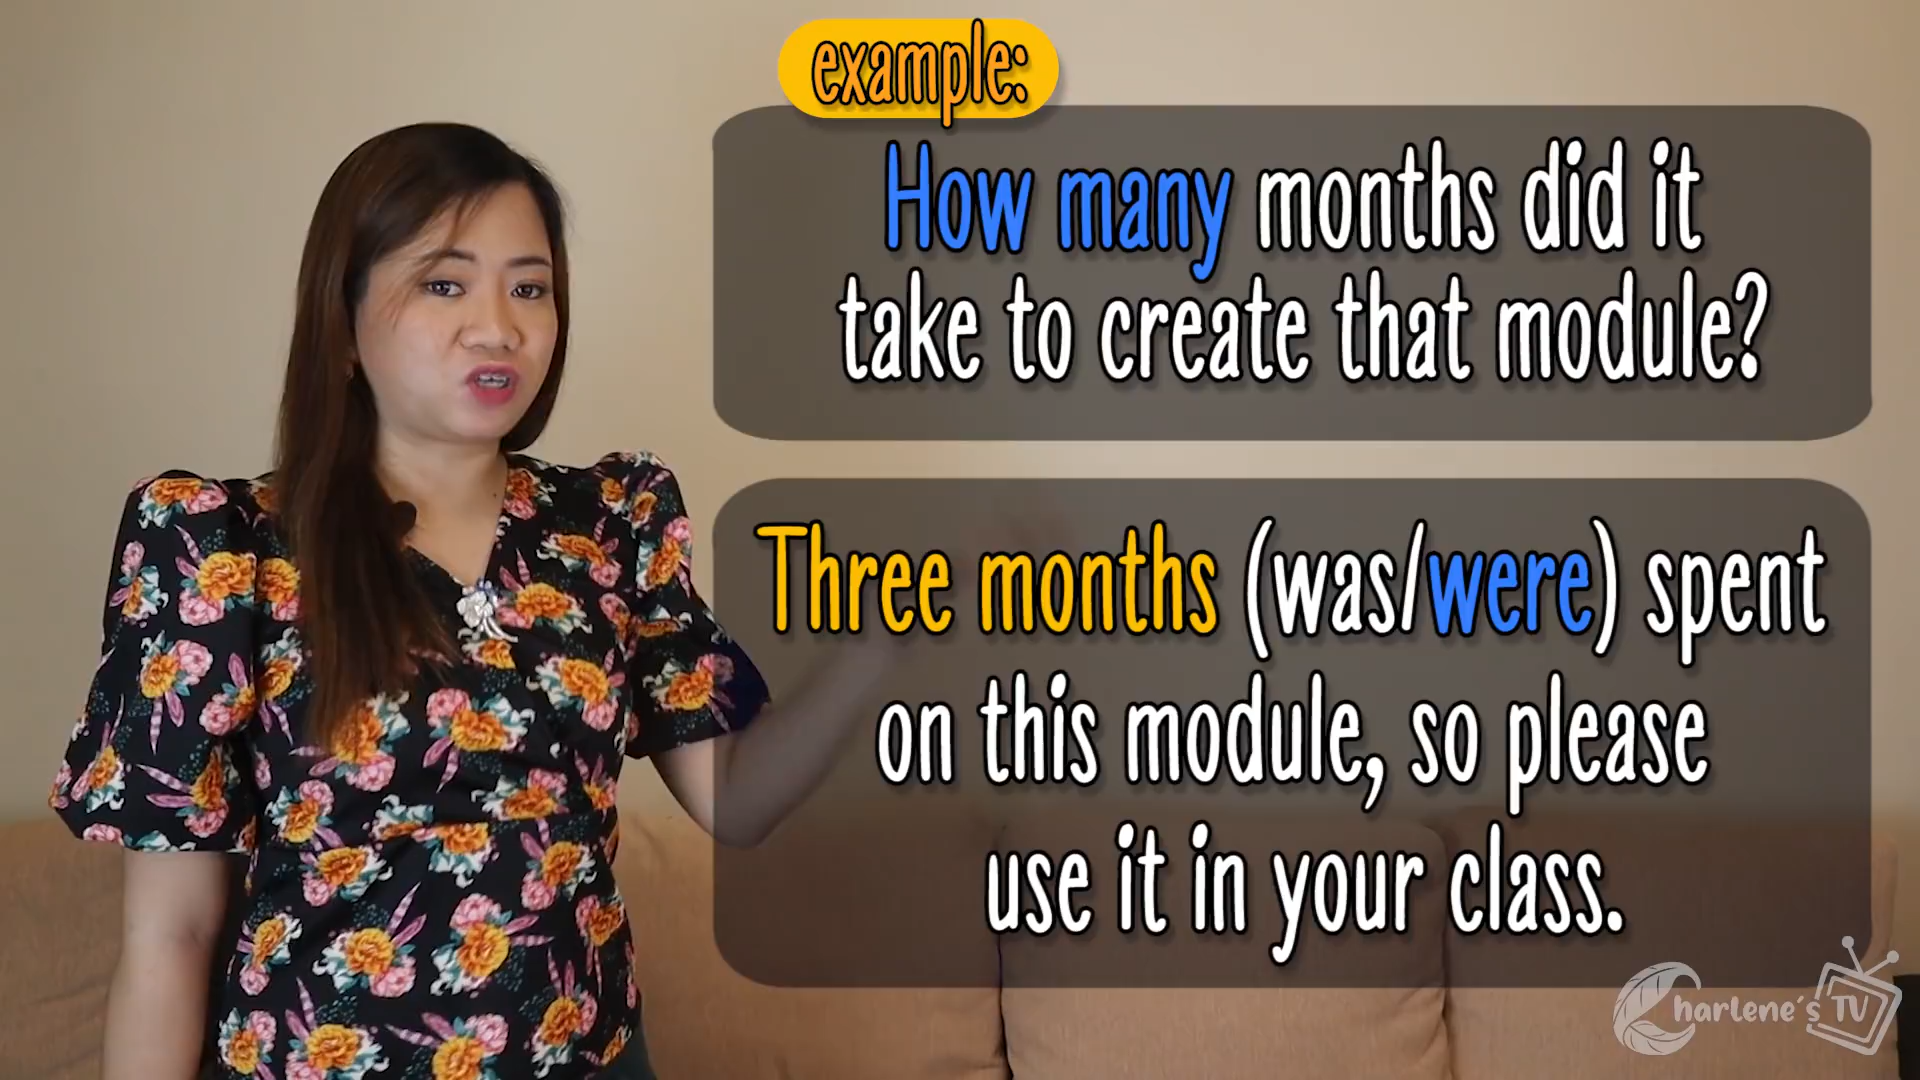 example:
How many months did it
take to create that module?
Three months (was/were) spent
on this module, so please
use it in your class.
Charlene's TV